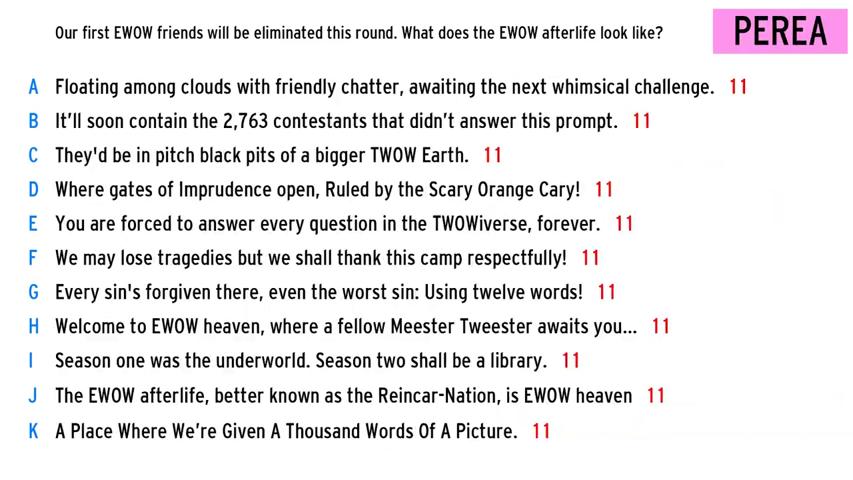 Our first EWOW friends will be eliminated this round. What does the EWOW afterlife look like?
PEREA
A Floating among clouds with friendly chatter, awaiting the next whimsical challenge. 11
B It’ll soon contain the 2,763 contestants that didn’t answer this prompt. 11
C They'd be in pitch black pits of a bigger TWOW Earth. 11
D Where gates of Imprudence open, Ruled by the Scary Orange Cary! 11
E You are forced to answer every question in the TWOWiverse, forever. 11
F We may lose tragedies but we shall thank this camp respectfully! 11
G Every sin's forgiven there, even the worst sin: Using twelve words! 11
H Welcome to EWOW heaven, where a fellow Meester Tweester awaits you... 11
I Season one was the underworld. Season two shall be a library. 11
J The EWOW afterlife, better known as the Reincar-Nation, is EWOW heaven 11
K A Place Where We’re Given A Thousand Words Of A Picture. 11